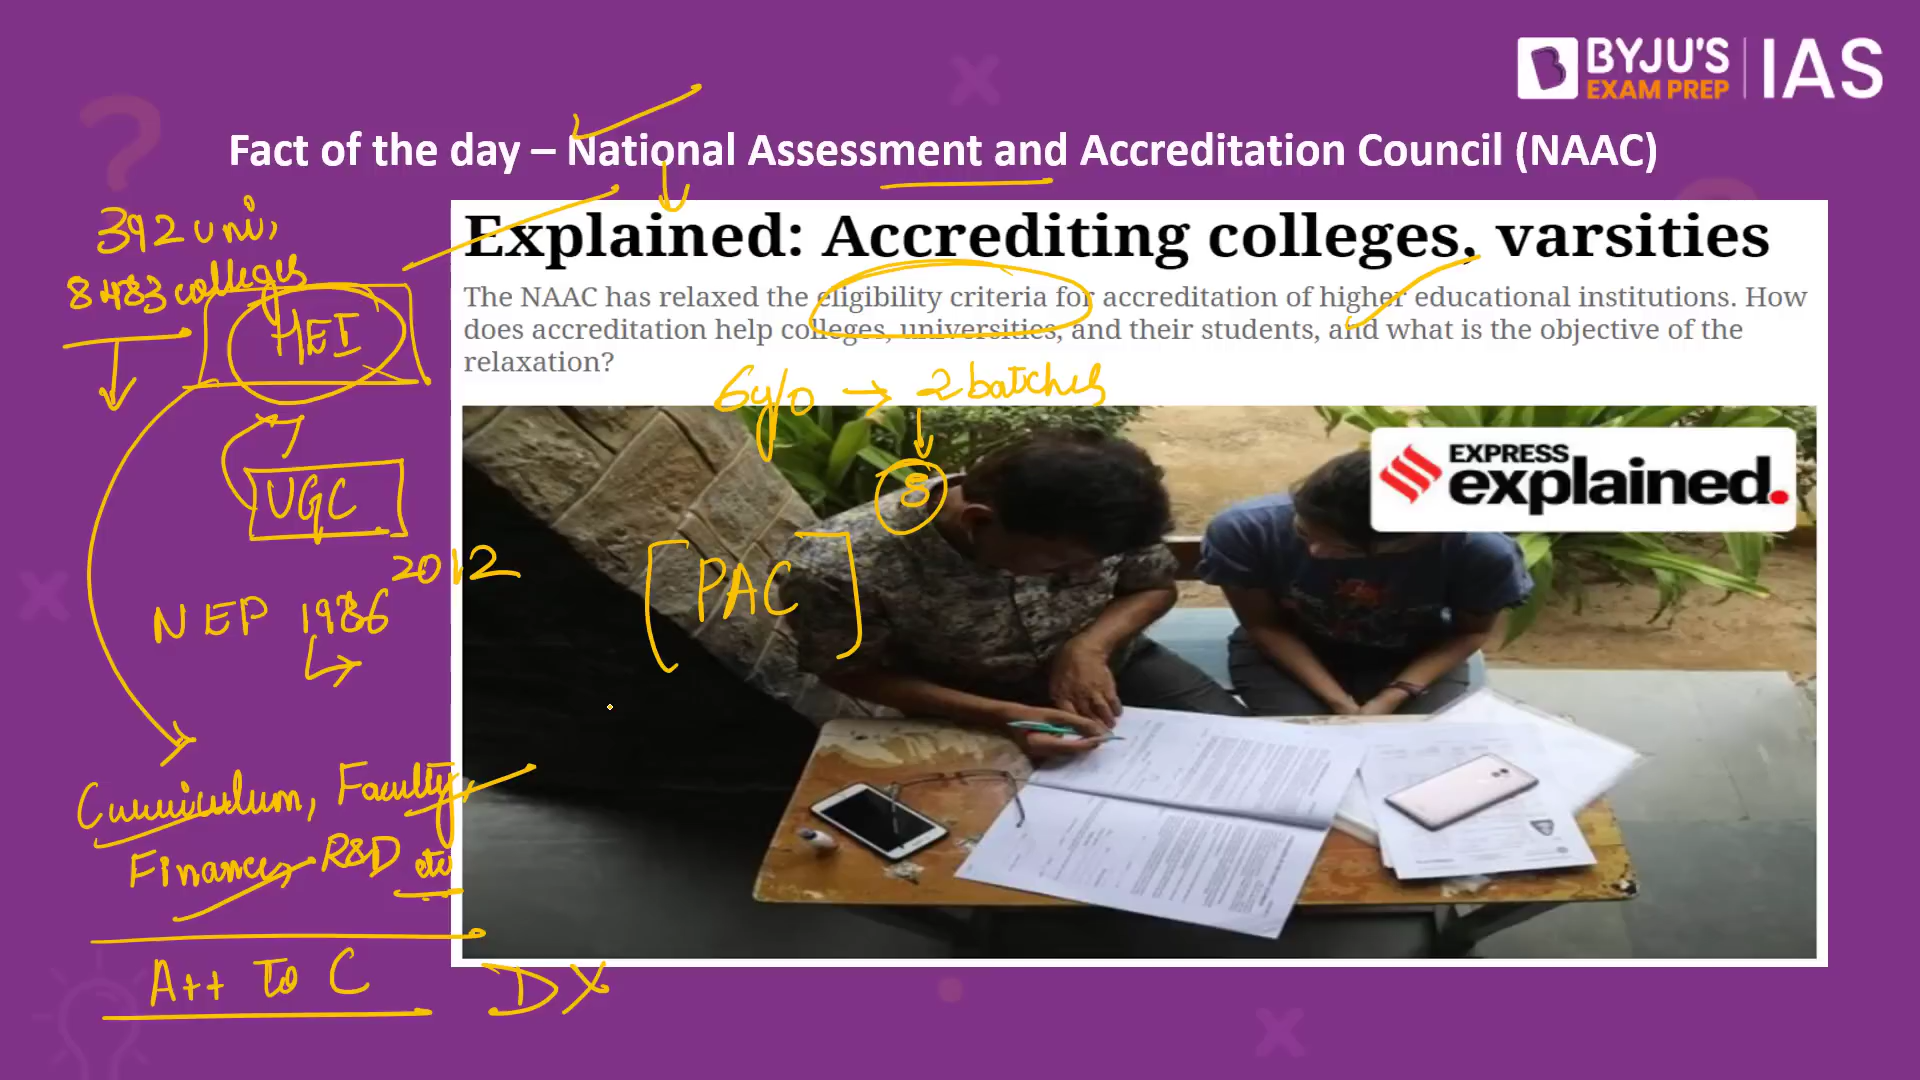 BYJU'S
EXAM PREP
IAS
Fact of the day – National Assessment and Accreditation Council (NAAC)
392 uni,
8483 colleges
HEI
UGC
2012
NEP 1986
Curriculum, Faculty,
Finance, R&D etc
A++ To C
D X
Explained: Accrediting colleges, varsities
The NAAC has relaxed the eligibility criteria for accreditation of higher educational institutions. How
does accreditation help colleges, universities, and their students, and what is the objective of the
relaxation?
6y/o → 2 batches
8
PAC
EXPRESS
explained.